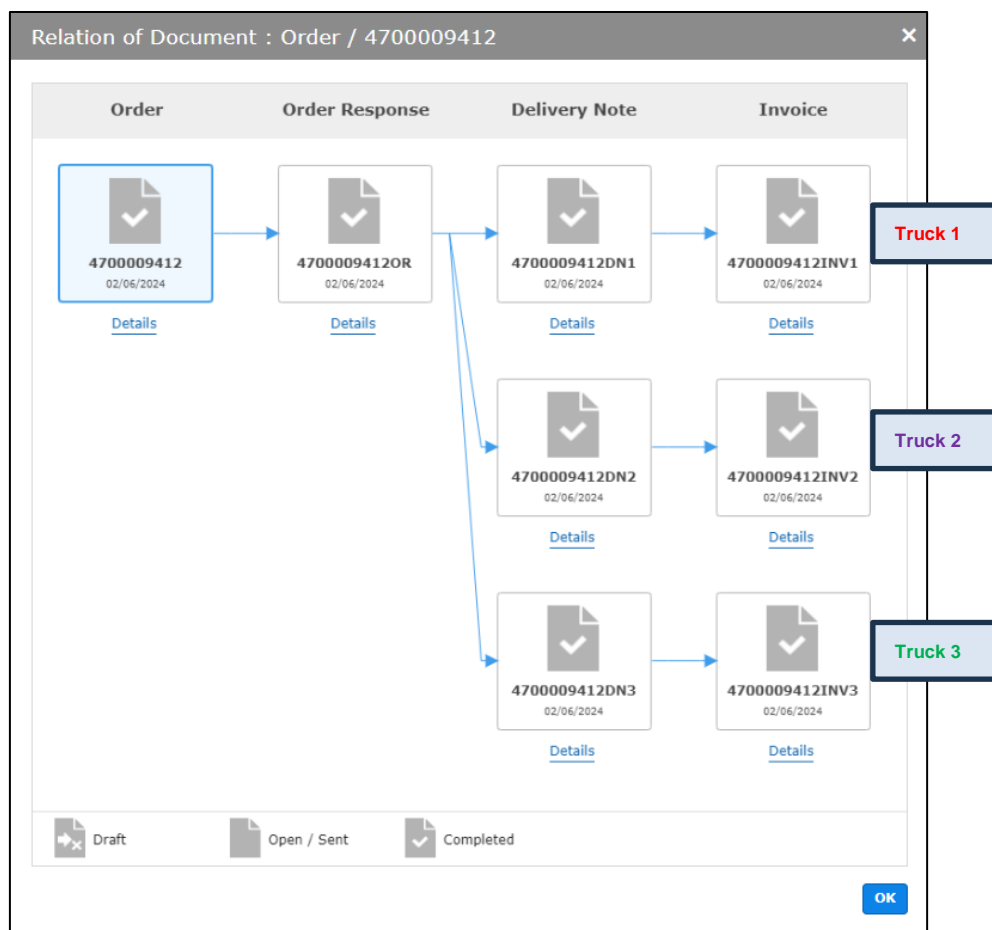 Relation of Document : Order / 4700009412
Order Order Response Delivery Note Invoice
4700009412 4700009412OR 4700009412DN1 4700009412INV1 Truck 1
02/06/2024 02/06/2024 02/06/2024 02/06/2024
Details Details Details Details
4700009412DN2 4700009412INV2 Truck 2
02/06/2024 02/06/2024
Details Details
4700009412DN3 4700009412INV3 Truck 3
02/06/2024 02/06/2024
Details Details
Draft Open / Sent Completed
OK